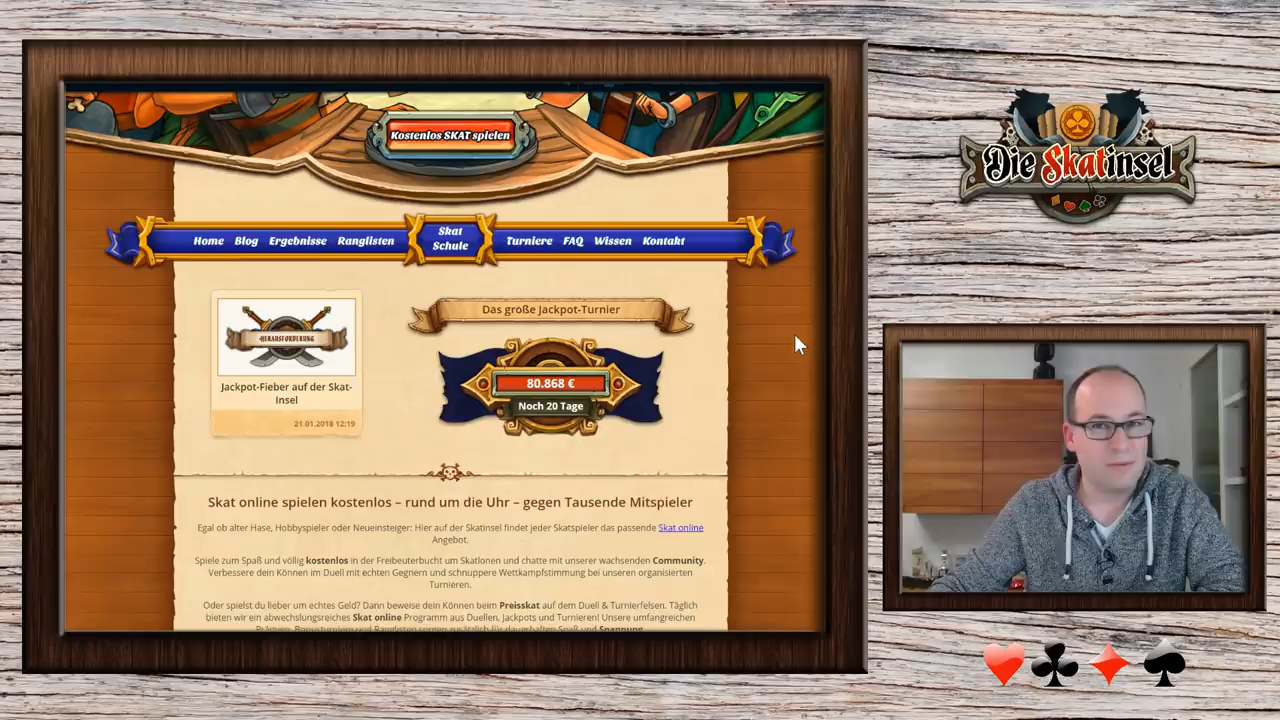 Kostenlos SKAT spielen
Home Blog Ergebnisse Ranglisten Skat Schule Turniere FAQ Wissen Kontakt
Die Skatinsel
HERAUSFORDERUNG
Jackpot-Fieber auf der Skat-
Insel
21.01.2018 12:19
Das große Jackpot-Turnier
80.868 €
Noch 20 Tage
Skat online spielen kostenlos – rund um die Uhr – gegen Tausende Mitspieler
Egal ob alter Hase, Hobbyspieler oder Neueinsteiger: Hier auf der Skatinsel findet jeder Skatspieler das passende Skat online
Angebot.
Spiele zum Spaß und völlig kostenlos in der Freibeuterbucht um Skatlonen und chatte mit unserer wachsenden Community.
Verbessere dein Können im Duell mit echten Gegnern und schnuppere Wettkampfstimmung bei unseren organisierten
Turnieren.
Oder spielst du lieber um echtes Geld? Dann beweise dein Können beim Preisskat auf dem Duell & Turnierfelsen. Täglich
bieten wir ein abwechslungsreiches Skat online Programm aus Duellen, Jackpots und Turnieren! Unsere umfangreichen